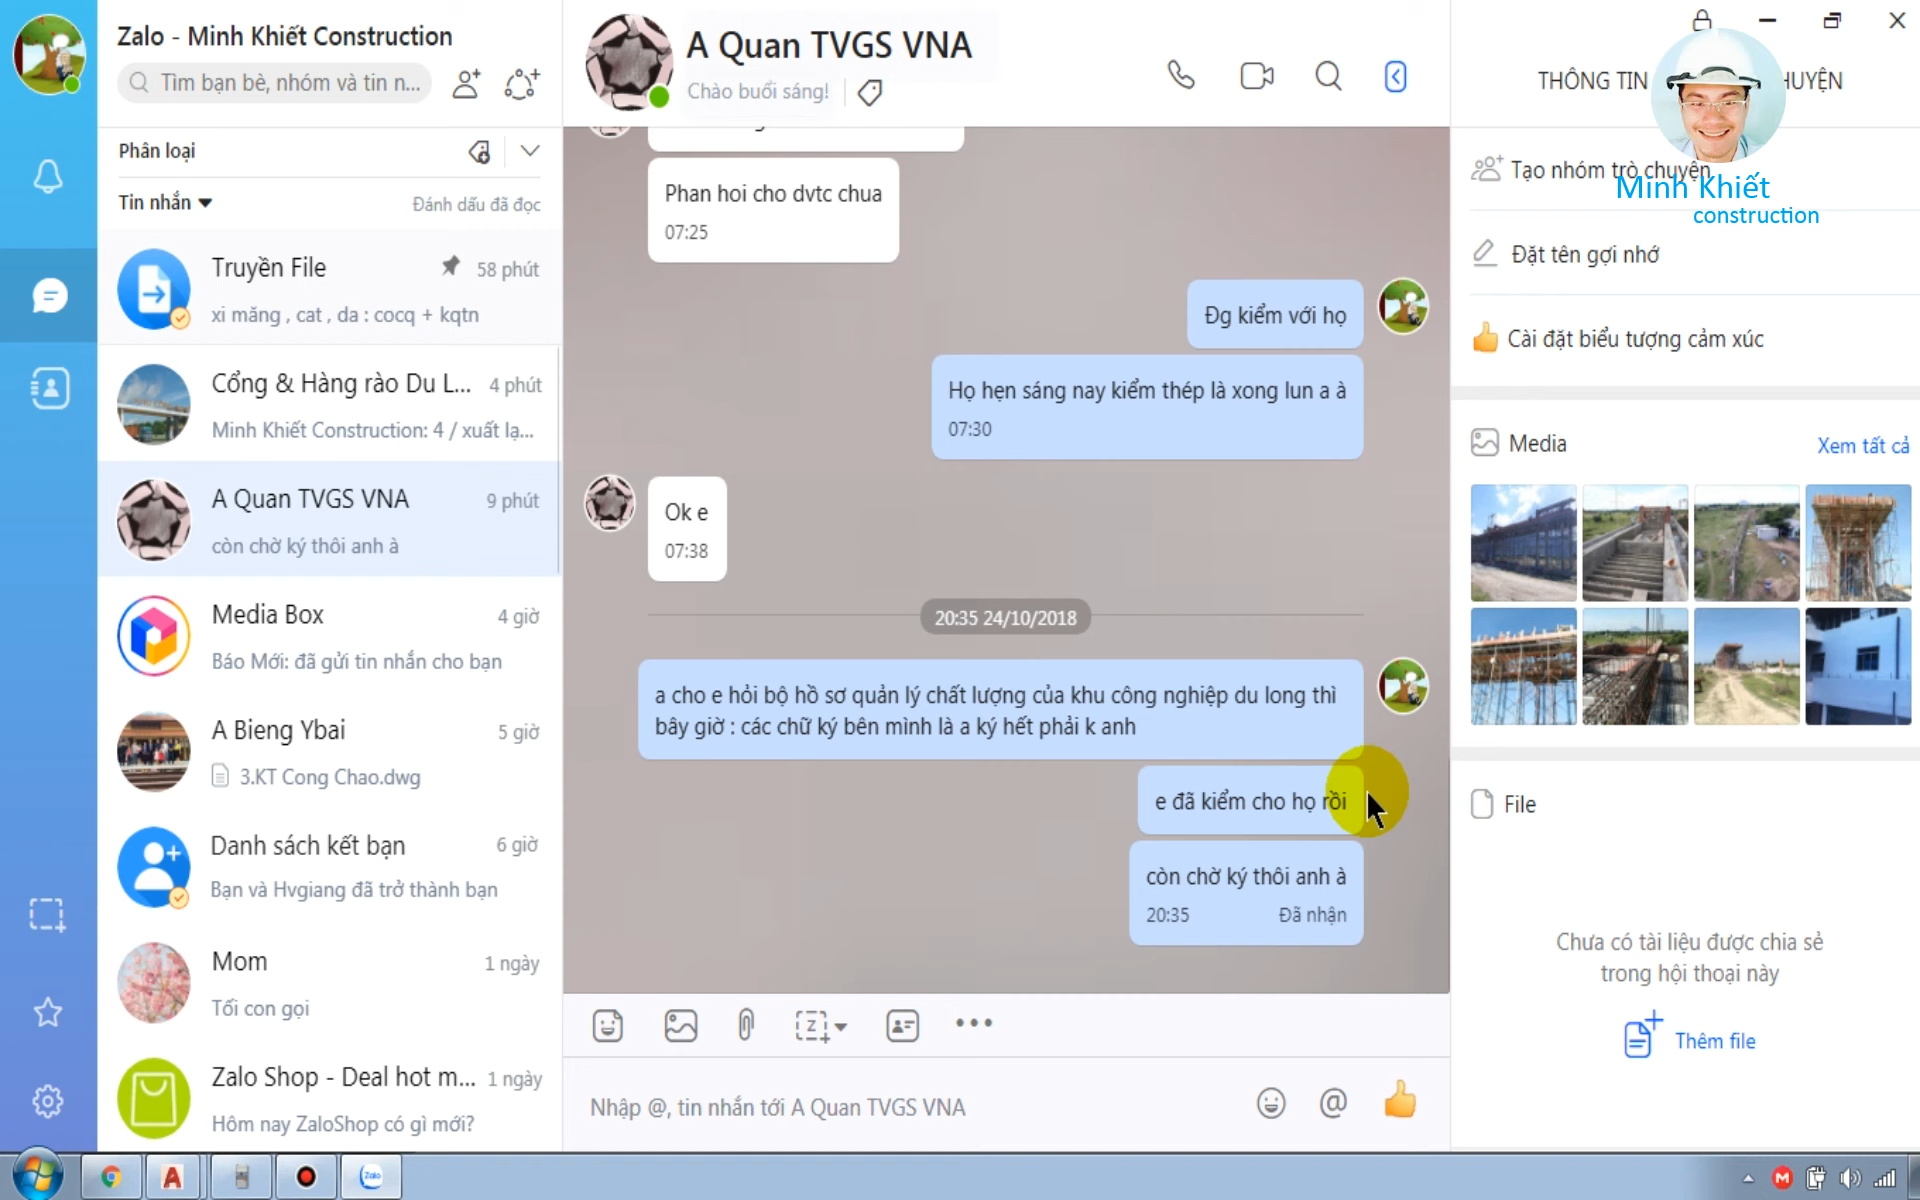 Zalo - Minh Khiết Construction
Tìm bạn bè, nhóm và tin n...
Phân loại
Tin nhắn
Đánh dấu đã đọc
Truyền File
58 phút
xi măng , cat , da : cocq + kqtn
Cổng & Hàng rào Du L...
4 phút
Minh Khiết Construction: 4 / xuất lạ...
A Quan TVGS VNA
9 phút
còn chờ ký thôi anh à
Media Box
4 giờ
Báo Mới: đã gửi tin nhắn cho bạn
A Bieng Ybai
5 giờ
3.KT Cong Chao.dwg
Danh sách kết bạn
6 giờ
Bạn và Hvgiang đã trở thành bạn
Mom
1 ngày
Tối con gọi
Zalo Shop - Deal hot m...
1 ngày
Hôm nay ZaloShop có gì mới?
A Quan TVGS VNA
Chào buổi sáng!
Phan hoi cho dvtc chua
07:25
Đg kiểm với họ
Họ hẹn sáng nay kiểm thép là xong lun a à
07:30
Ok e
07:38
20:35 24/10/2018
a cho e hỏi bộ hồ sơ quản lý chất lượng của khu công nghiệp du long thì
bây giờ : các chữ ký bên mình là a ký hết phải k anh
e đã kiểm cho họ rồi
còn chờ ký thôi anh à
20:35
Đã nhận
Nhập @, tin nhắn tới A Quan TVGS VNA
THÔNG TIN
HUYỆN
Tạo nhóm trò chuyện
Minh Khiết
construction
Đặt tên gợi nhớ
Cài đặt biểu tượng cảm xúc
Media
Xem tất cả
File
Chưa có tài liệu được chia sẻ
trong hội thoại này
Thêm file